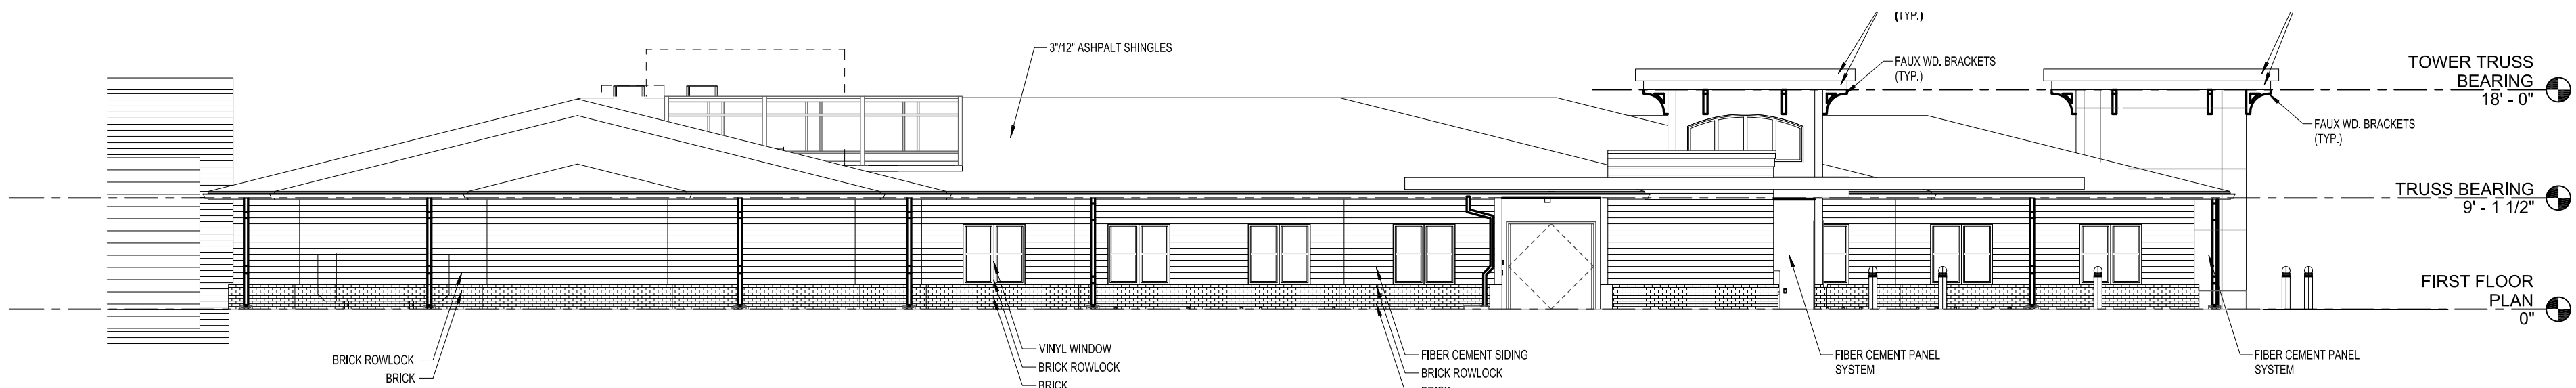 (TYP.)
3"/12" ASHPALT SHINGLES
FAUX WD. BRACKETS
(TYP.)
TOWER TRUSS
BEARING
18' - 0"
FAUX WD. BRACKETS
(TYP.)
TRUSS BEARING
9' - 1 1/2"
FIRST FLOOR
PLAN
0"
BRICK ROWLOCK
BRICK
VINYL WINDOW
BRICK ROWLOCK
BRICK
FIBER CEMENT SIDING
BRICK ROWLOCK
BRICK
FIBER CEMENT PANEL
SYSTEM
FIBER CEMENT PANEL
SYSTEM